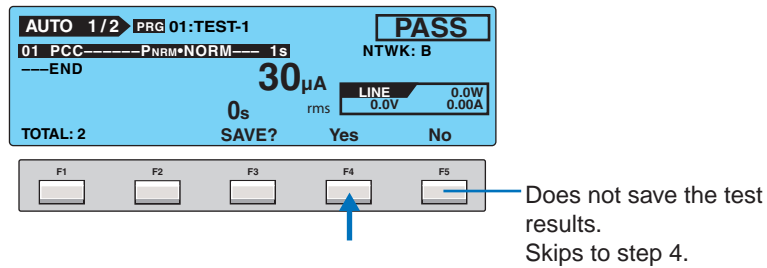 AUTO 1/2 PRG 01:TEST-1 PASS
01 PCC------PNRM•NORM--- 1s NTWK: B
---END
30µA
LINE 0.0W
0.0V 0.00A
0s rms
TOTAL: 2 SAVE? Yes No
F1 F2 F3 F4 F5
Does not save the test
results.
Skips to step 4.